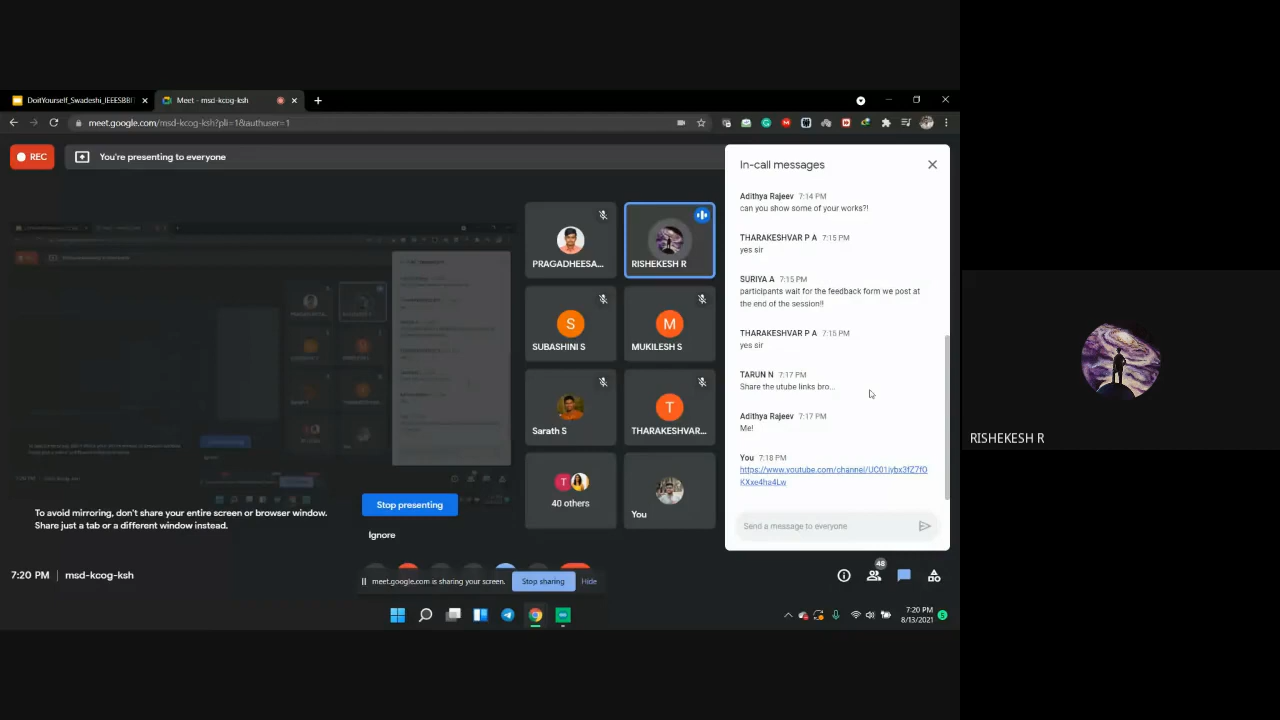 DoitYourself_Swadeshi_IEEESBBI
Meet - msd-kcog-ksh
meet.google.com/msd-kcog-ksh?pli=1&authuser=1
REC
You're presenting to everyone
In-call messages
Adithya Rajeev 7:14 PM
can you show some of your works?!
THARAKESHVAR P A 7:15 PM
yes sir
SURIYA A 7:15 PM
participants wait for the feedback form we post at
the end of the session!!
THARAKESHVAR P A 7:15 PM
yes sir
TARUN N 7:17 PM
Share the utube links bro...
Adithya Rajeev 7:17 PM
Me!
You 7:18 PM
Send a message to everyone
PRAGADHEESA...
RISHEKESH R
S
SUBASHINI S
M
MUKILESH S
Sarath S
T
THARAKESHVAR...
T
40 others
You
To avoid mirroring, don't share your entire screen or browser window.
Share just a tab or a different window instead.
Stop presenting
Ignore
7:20 PM | msd-kcog-ksh
meet.google.com is sharing your screen.
Stop sharing
Hide
48
7:20 PM
8/13/2021
5
RISHEKESH R